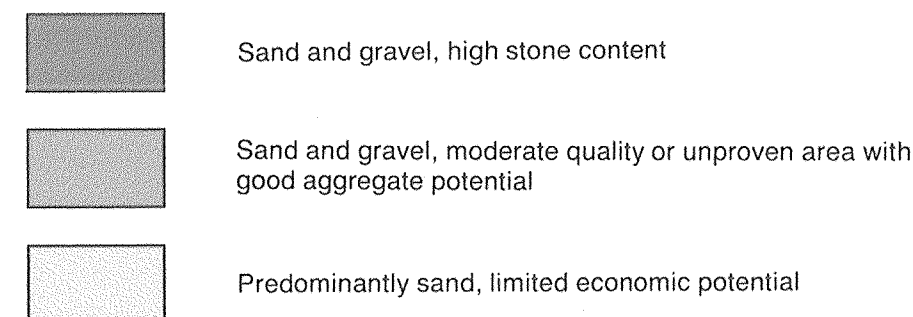 Sand and gravel, high stone content
Sand and gravel, moderate quality or unproven area with
good aggregate potential
Predominantly sand, limited economic potential